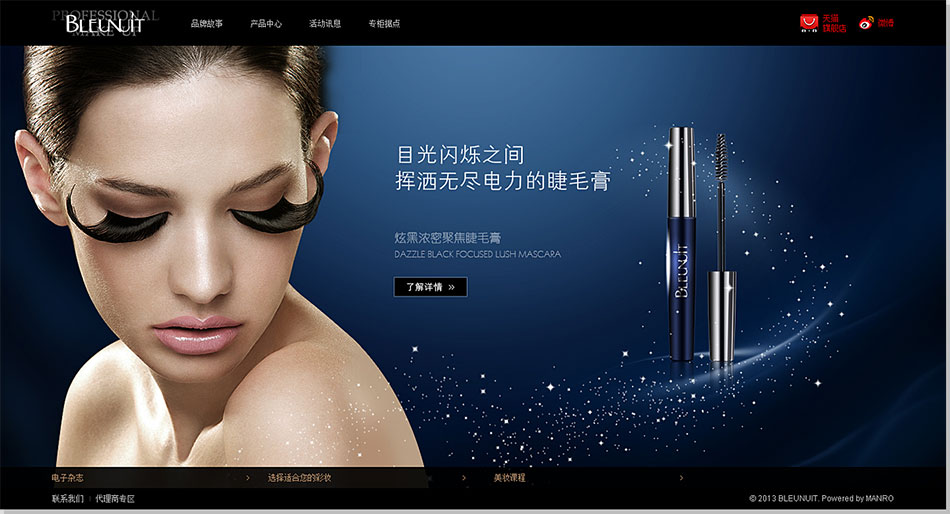 PROFESSIONAL
BLEUNUIT
MAKE UP
品牌故事 产品中心 活动讯息 专柜据点
天猫
旗舰店
微博
目光闪烁之间
挥洒无尽电力的睫毛膏
炫黑浓密聚焦睫毛膏
DAZZLE BLACK FOCUSED LUSH MASCARA
了解详情 »
BLEUNUIT
电子杂志 › 选择适合您的彩妆 › 美妆课程 ›
联系我们 | 代理商专区
© 2013 BLEUNUIT. Powered by MANRO